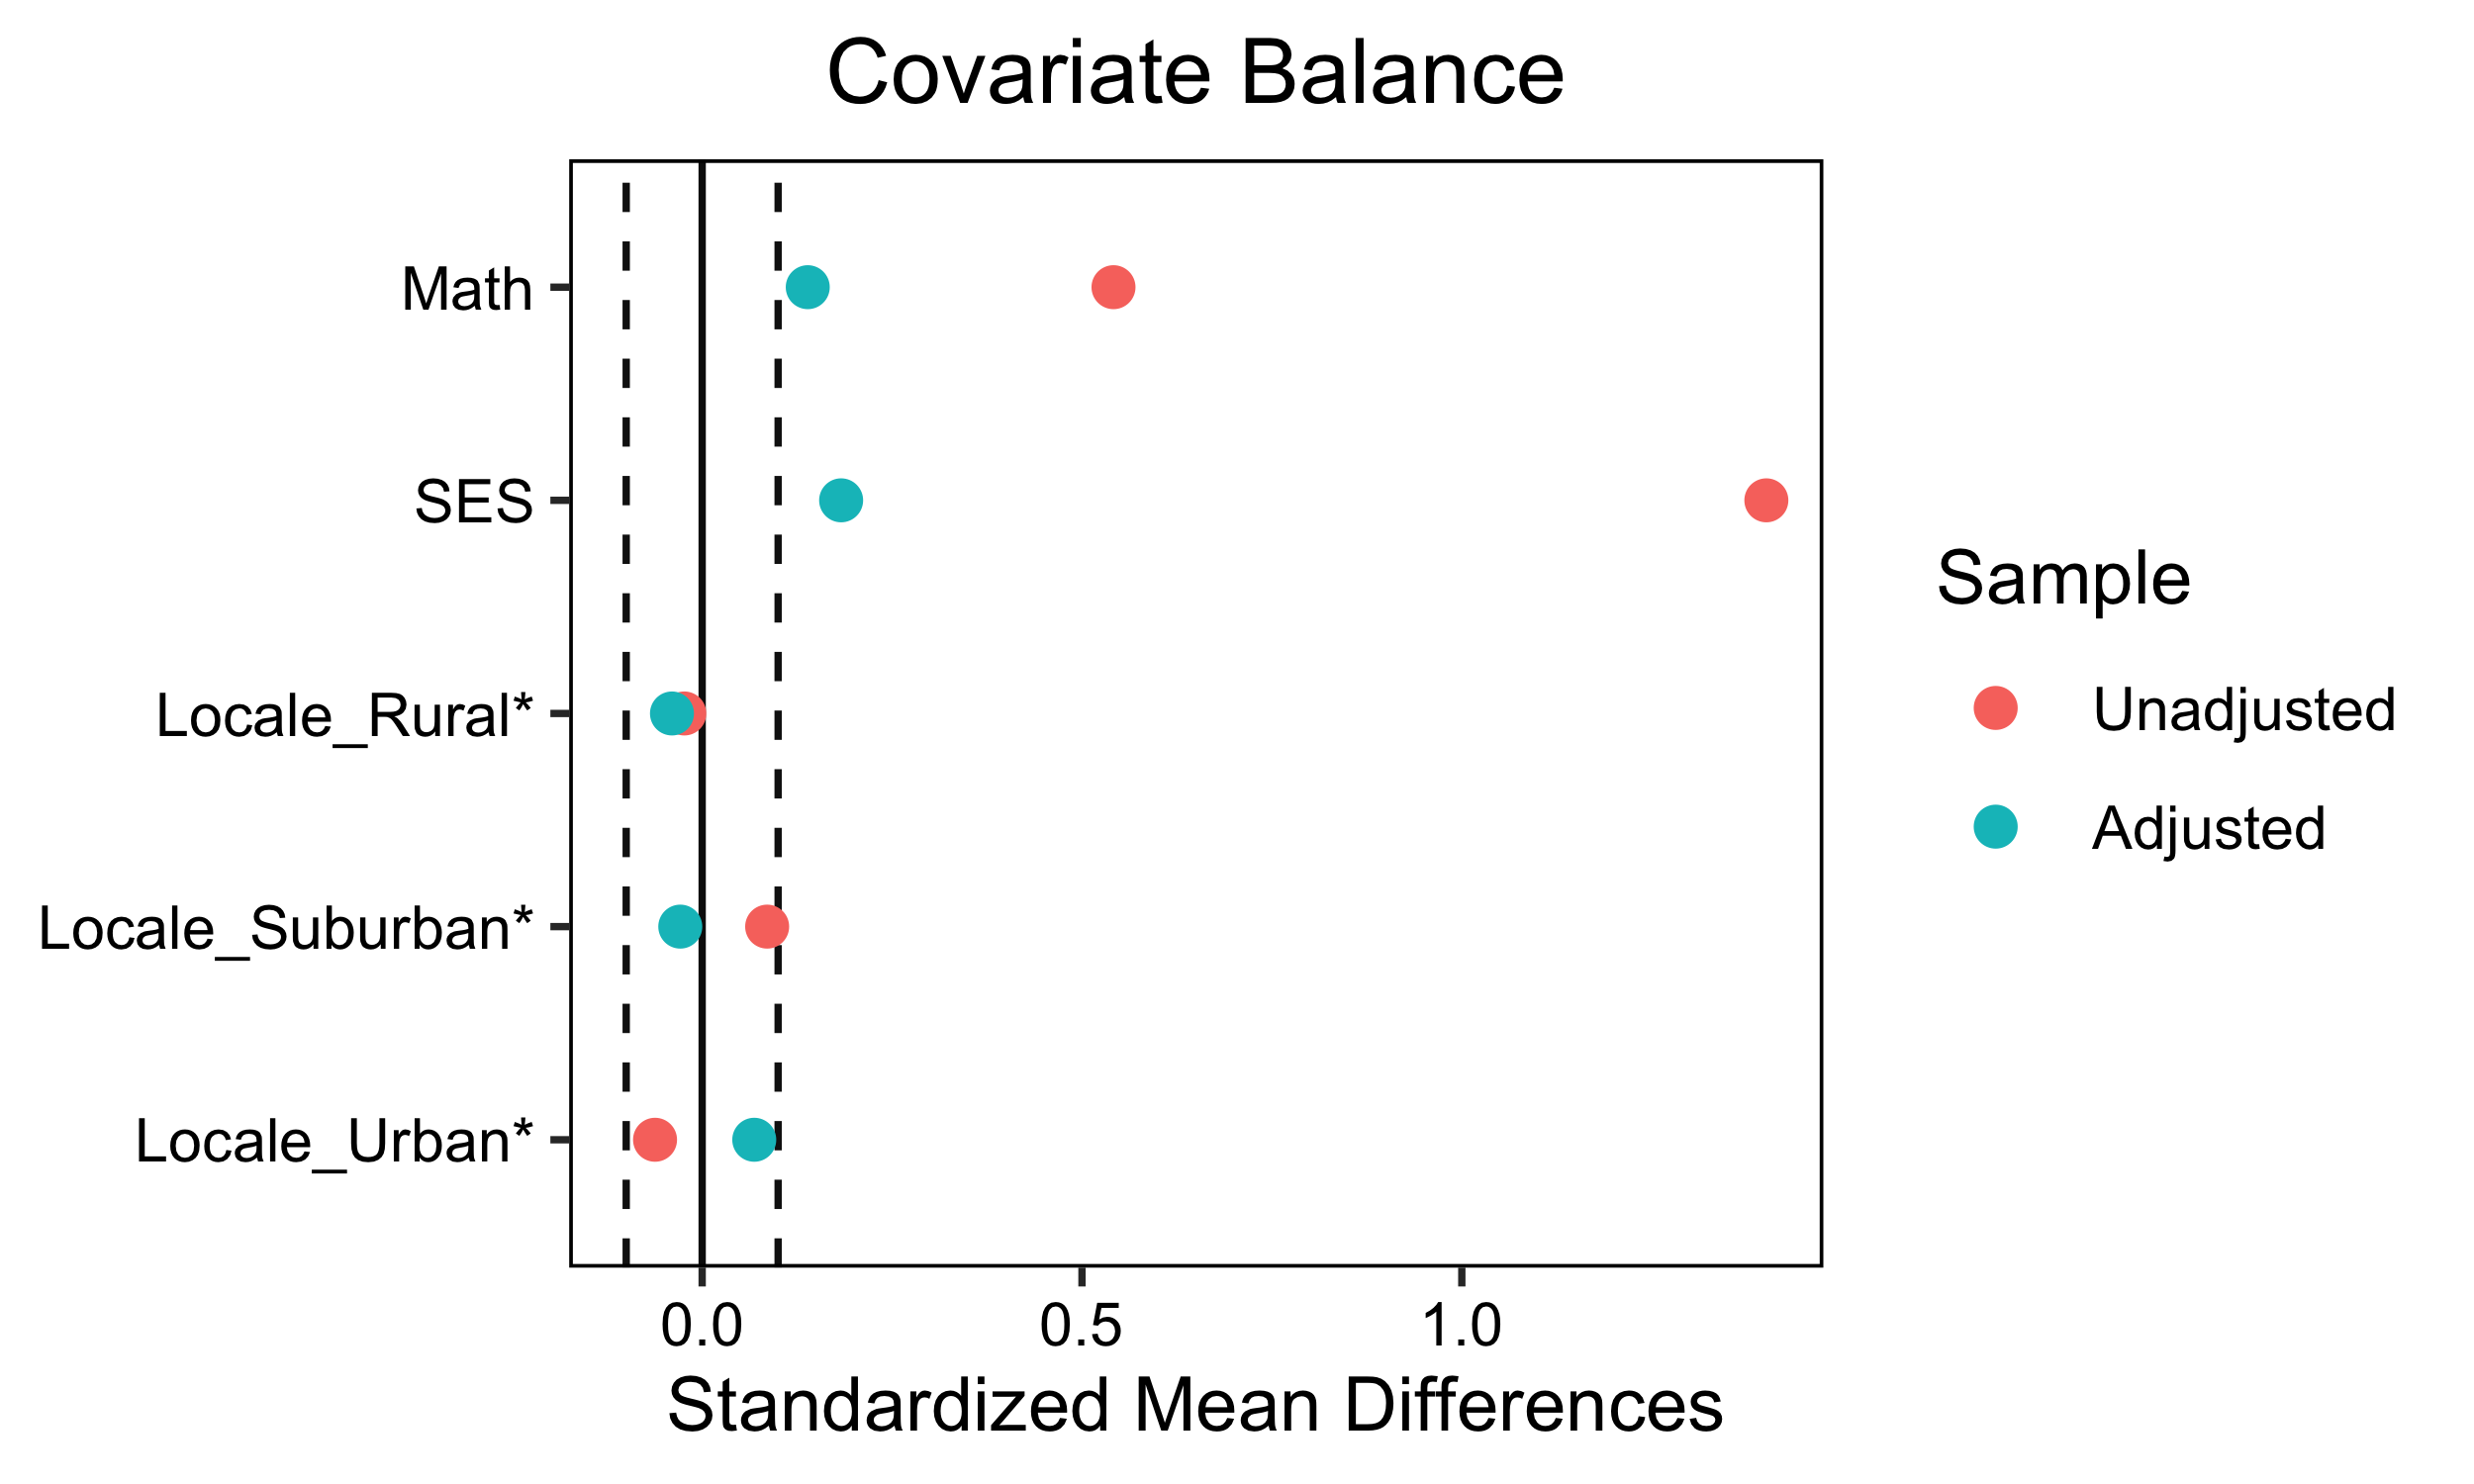 Covariate Balance
Math
SES
Locale_Rural*
Locale_Suburban*
Locale_Urban*
0.0
0.5
1.0
Standardized Mean Differences
Sample
Unadjusted
Adjusted